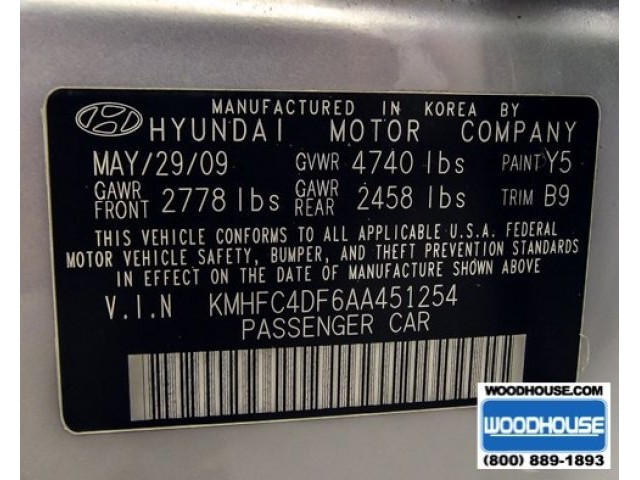 MANUFACTURED IN KOREA BY
HYUNDAI MOTOR COMPANY
MAY/29/09 GVWR 4740 lbs PAINT Y5
GAWR FRONT 2778 lbs GAWR REAR 2458 lbs TRIM B9
THIS VEHICLE CONFORMS TO ALL APPLICABLE U.S.A. FEDERAL
MOTOR VEHICLE SAFETY, BUMPER, AND THEFT PREVENTION STANDARDS
IN EFFECT ON THE DATE OF MANUFACTURE SHOWN ABOVE.
V.I.N KMHFC4DF6AA451254
PASSENGER CAR
WOODHOUSE.COM
WOODHOUSE
(800) 889-1893